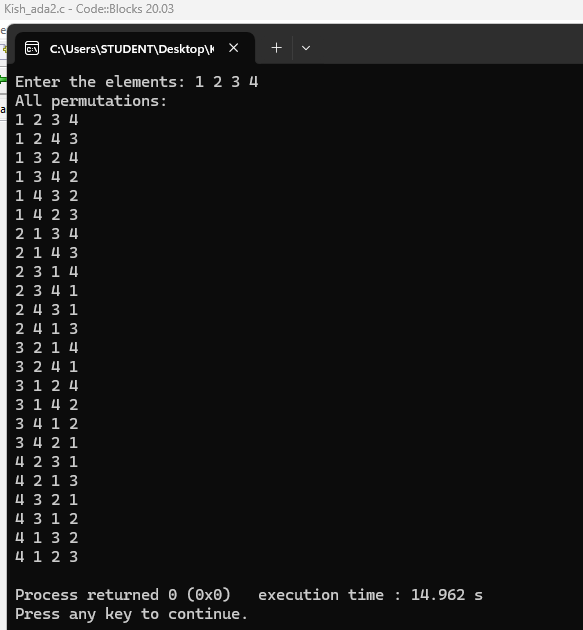 Kish_ada2.c - Code::Blocks 20.03
C:\Users\STUDENT\Desktop\K
Enter the elements: 1 2 3 4
All permutations:
1 2 3 4
1 2 4 3
1 3 2 4
1 3 4 2
1 4 3 2
1 4 2 3
2 1 3 4
2 1 4 3
2 3 1 4
2 3 4 1
2 4 3 1
2 4 1 3
3 2 1 4
3 2 4 1
3 1 2 4
3 1 4 2
3 4 1 2
3 4 2 1
4 2 3 1
4 2 1 3
4 3 2 1
4 3 1 2
4 1 3 2
4 1 2 3
Process returned 0 (0x0)   execution time : 14.962 s
Press any key to continue.